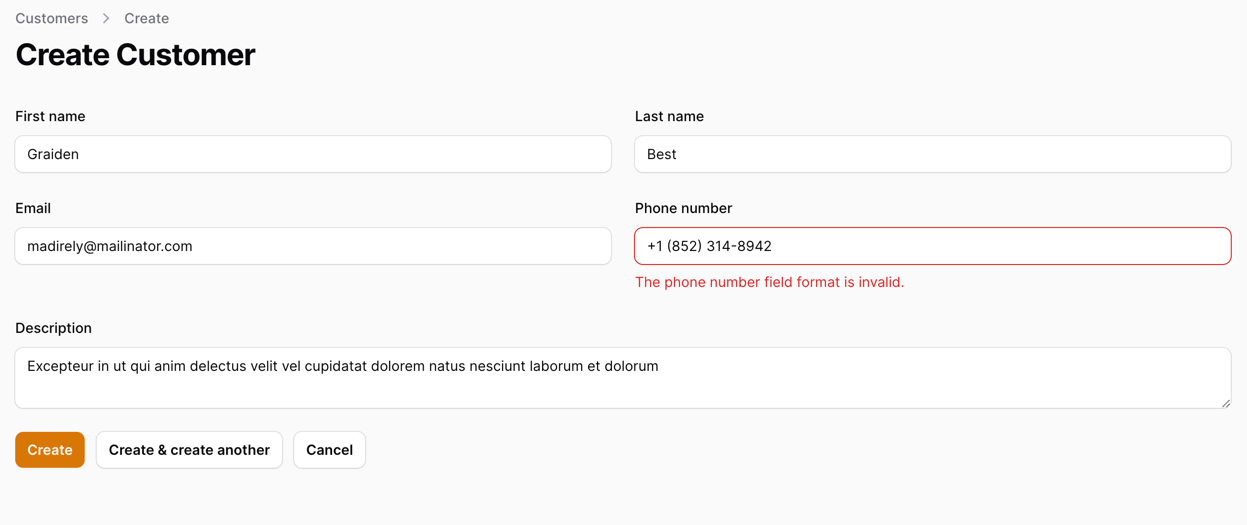 Customers > Create
Create Customer
First name
Last name
Graiden
Best
Email
Phone number
madirely@mailinator.com
+1 (852) 314-8942
The phone number field format is invalid.
Description
Excepteur in ut qui anim delectus velit vel cupidatat dolorem natus nesciunt laborum et dolorum
Create
Create & create another
Cancel